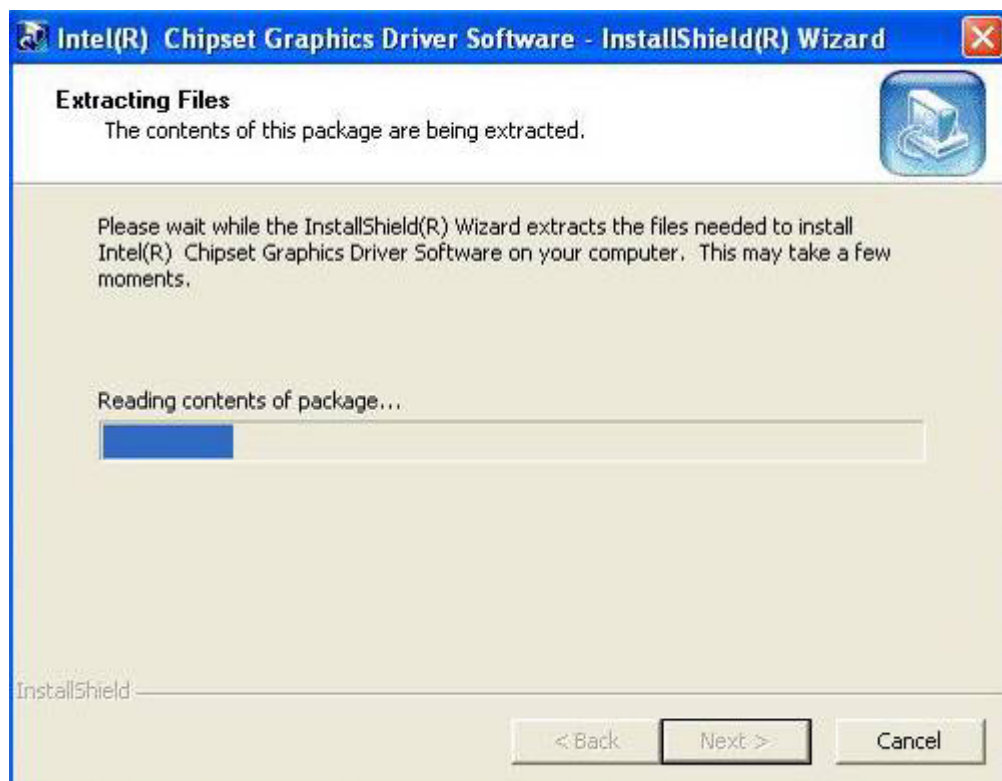 Intel(R) Chipset Graphics Driver Software - InstallShield(R) Wizard
Extracting Files
The contents of this package are being extracted.
Please wait while the InstallShield(R) Wizard extracts the files needed to install
Intel(R) Chipset Graphics Driver Software on your computer. This may take a few
moments.
Reading contents of package...
InstallShield
< Back
Next >
Cancel